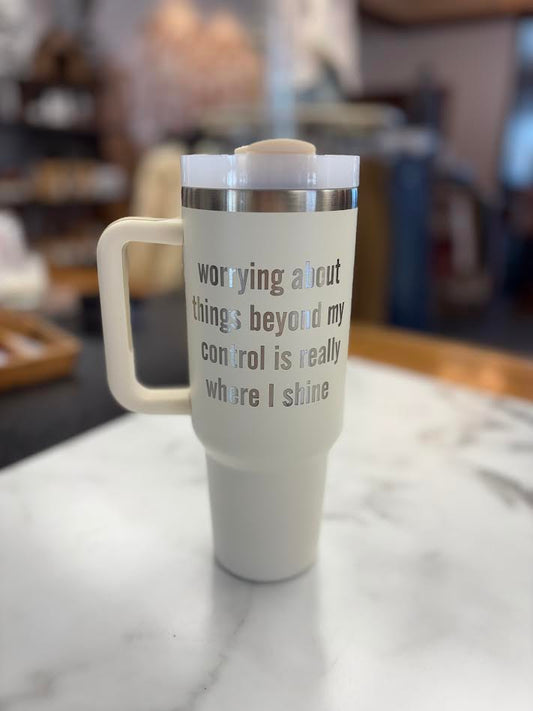 worrying about
things beyond my
control is really
where I shine